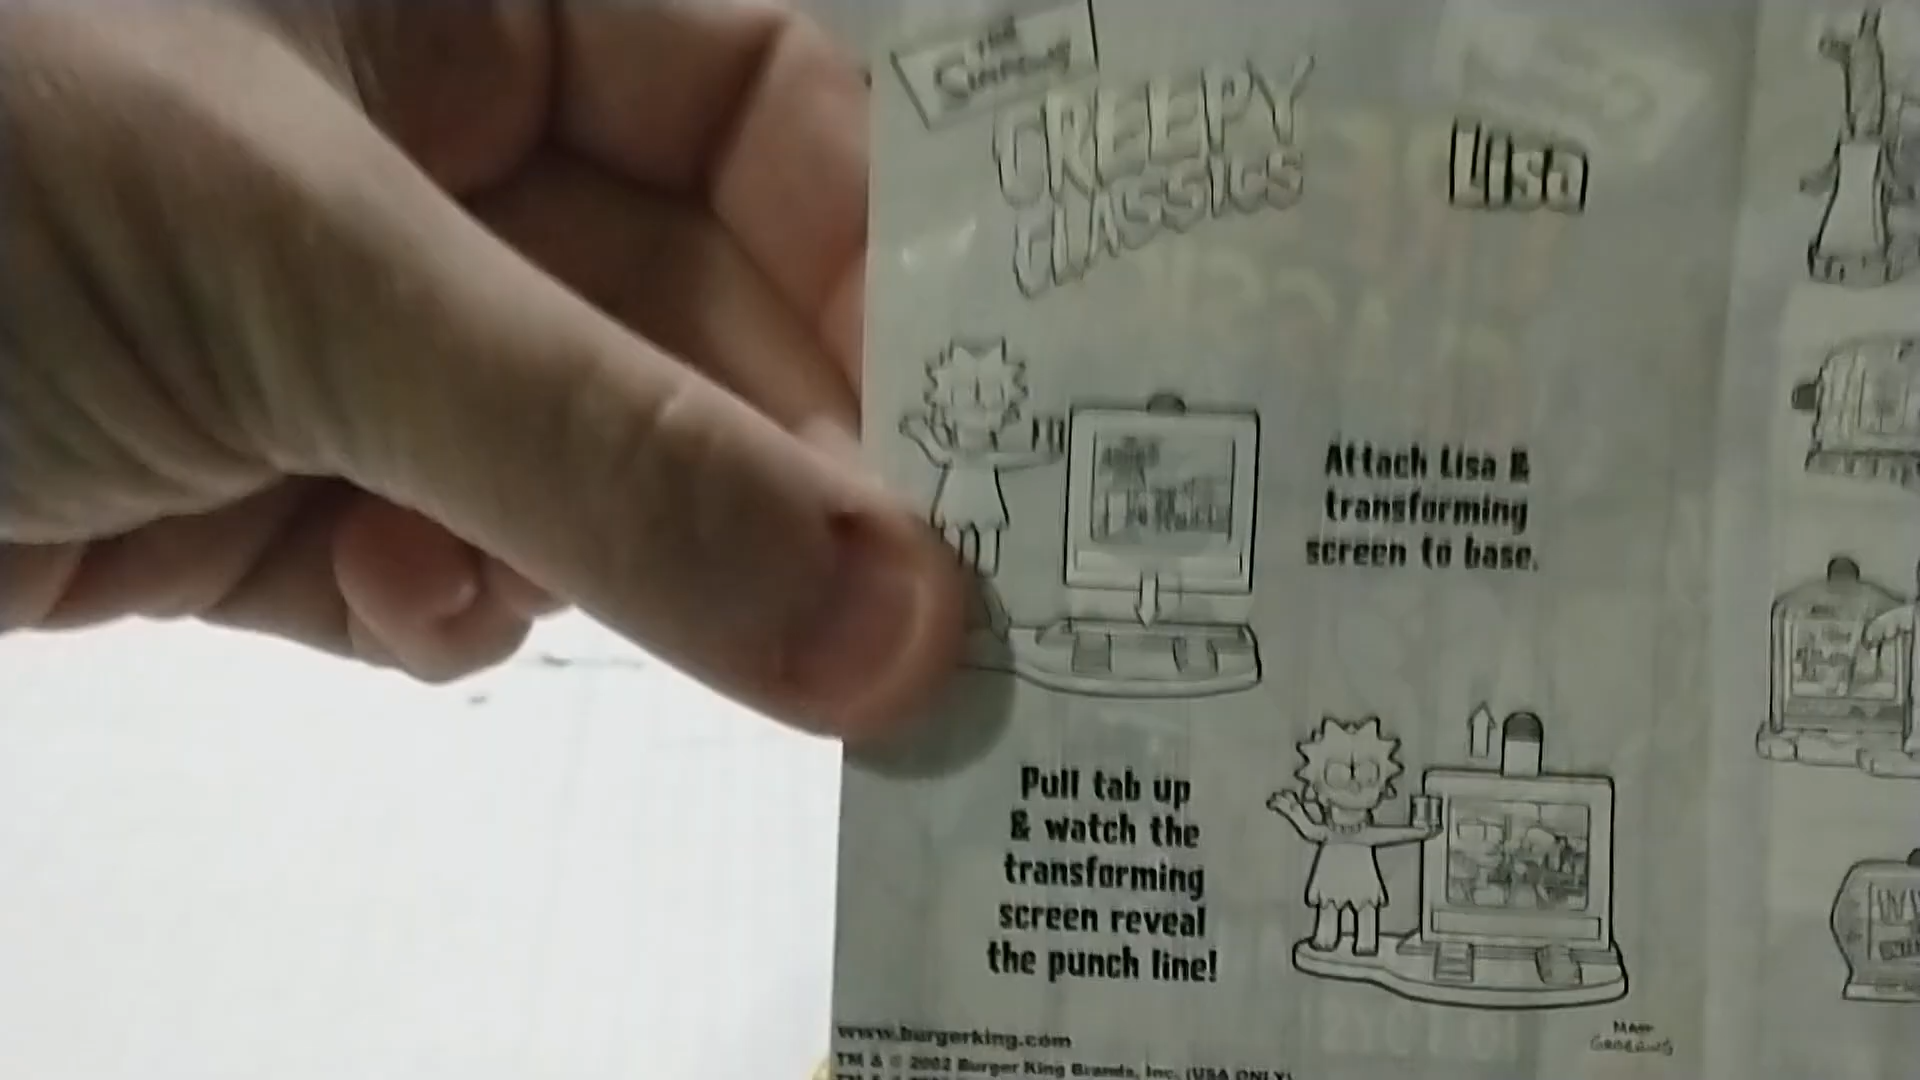 THE
SIMPSONS
CREEPY
CLASSICS
Lisa
Attach Lisa &
transforming
screen to base.
Pull tab up
& watch the
transforming
screen reveal
the punch line!
www.burgerking.com
TM & © 2002 Burger King Brands, Inc. (USA ONLY)
MATT
GROENING